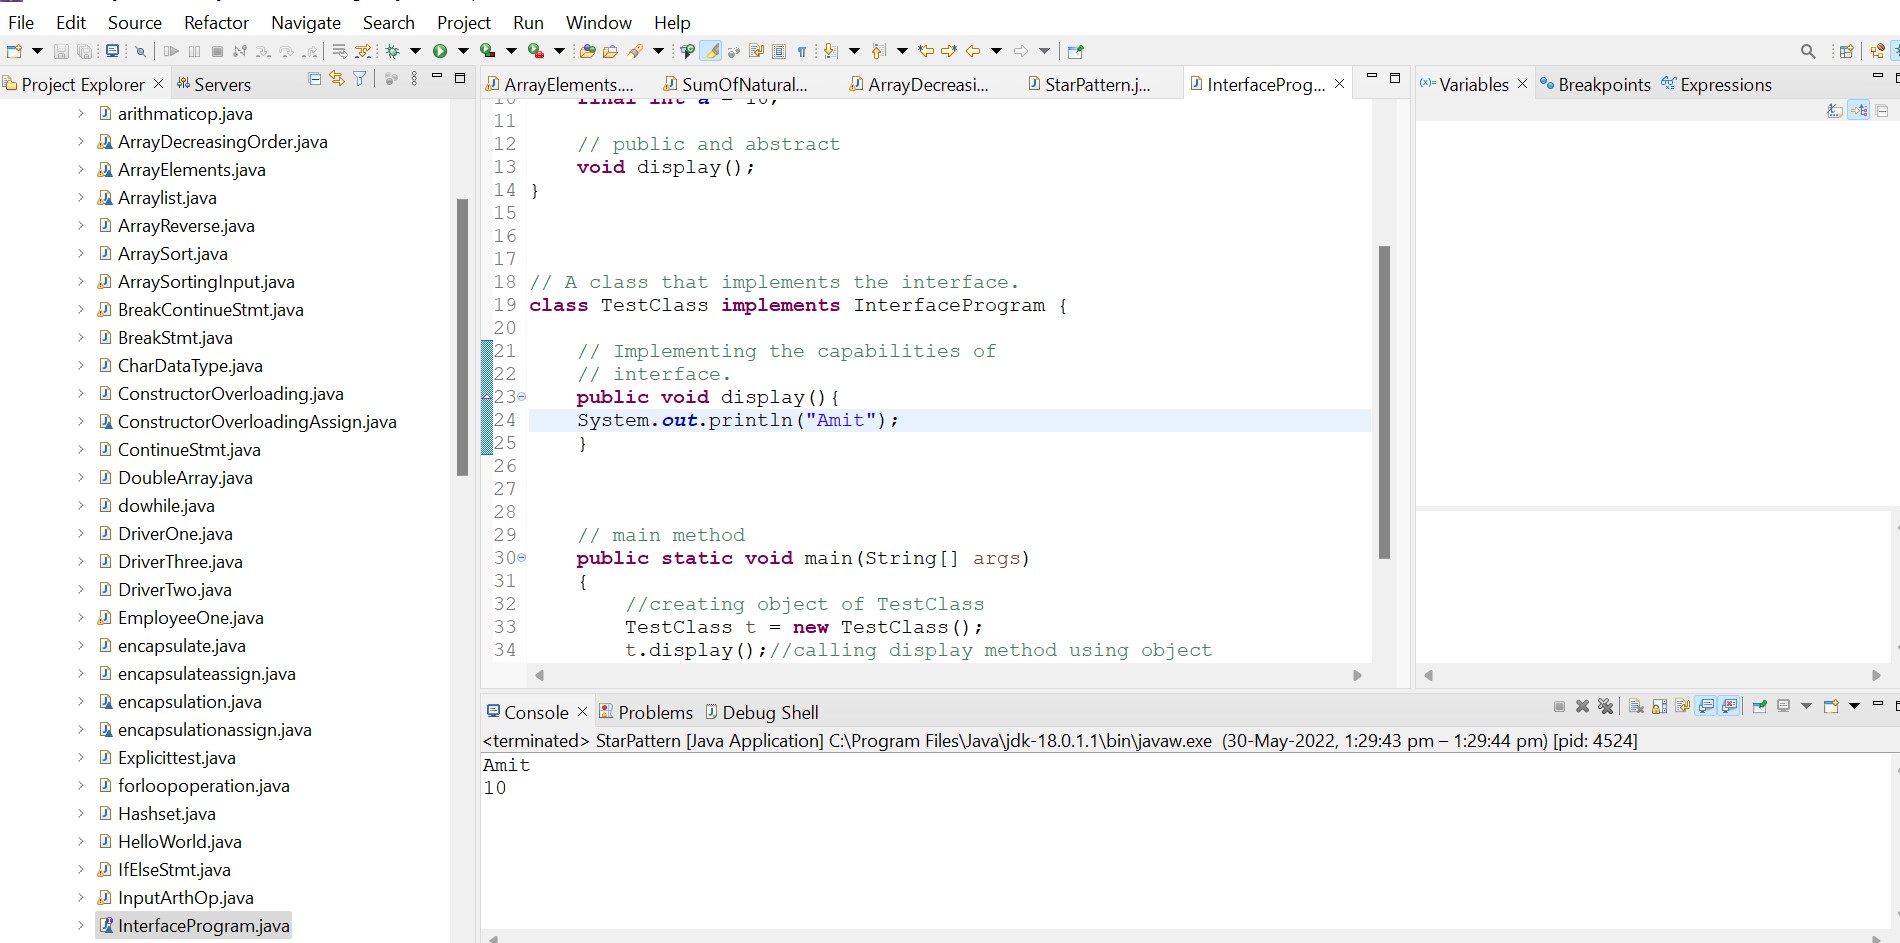 File Edit Source Refactor Navigate Search Project Run Window Help
Project Explorer Servers
arithmaticop.java
ArrayDecreasingOrder.java
ArrayElements.java
Arraylist.java
ArrayReverse.java
ArraySort.java
ArraySortingInput.java
BreakContinueStmt.java
BreakStmt.java
CharDataType.java
ConstructorOverloading.java
ConstructorOverloadingAssign.java
ContinueStmt.java
DoubleArray.java
dowhile.java
DriverOne.java
DriverThree.java
DriverTwo.java
EmployeeOne.java
encapsulate.java
encapsulateassign.java
encapsulation.java
encapsulationassign.java
Explicittest.java
forloopoperation.java
Hashset.java
HelloWorld.java
IfElseStmt.java
InputArthOp.java
InterfaceProgram.java
ArrayElements.... SumOfNatural... ArrayDecreasi... StarPattern.j... InterfaceProg...
10 final int a = 10;
11
12 // public and abstract
13 void display();
14 }
15
16
17
18 // A class that implements the interface.
19 class TestClass implements InterfaceProgram {
20
21 // Implementing the capabilities of
22 // interface.
23 public void display(){
24 System.out.println("Amit");
25 }
26
27
28
29 // main method
30 public static void main(String[] args)
31 {
32 //creating object of TestClass
33 TestClass t = new TestClass();
34 t.display();//calling display method using object
(x)= Variables Breakpoints Expressions
Console Problems Debug Shell
<terminated> StarPattern [Java Application] C:\Program Files\Java\jdk-18.0.1.1\bin\javaw.exe (30-May-2022, 1:29:43 pm – 1:29:44 pm) [pid: 4524]
Amit
10